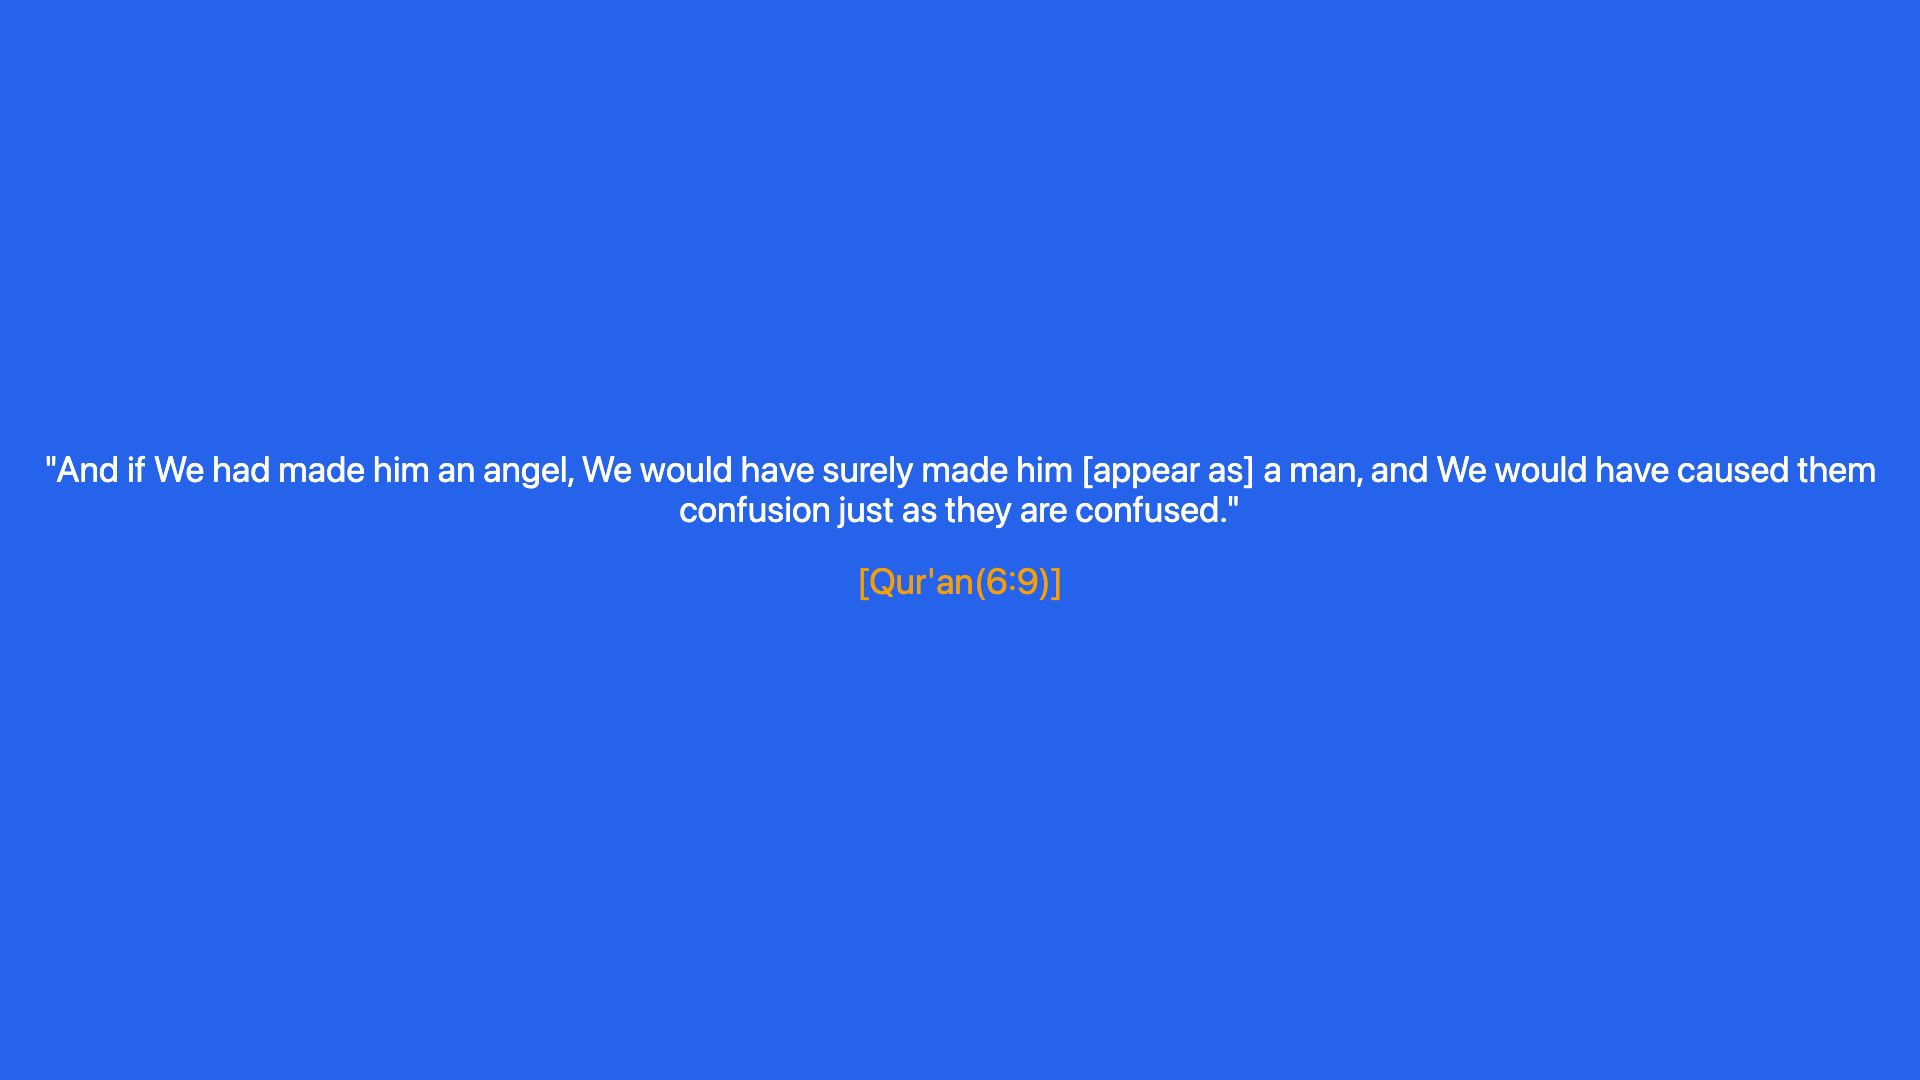 "And if We had made him an angel, We would have surely made him [appear as] a man, and We would have caused them
confusion just as they are confused."
[Qur'an(6:9)]